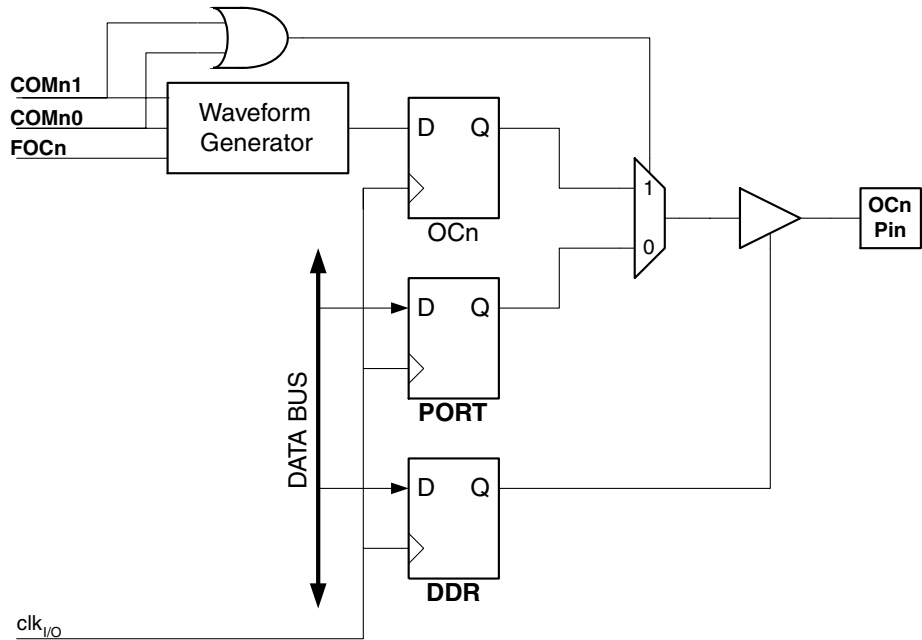 COMn1
COMn0
FOCn
Waveform
Generator
D Q
OCn
1
0
OCn
Pin
D Q
PORT
DATA BUS
D Q
DDR
clkI/O